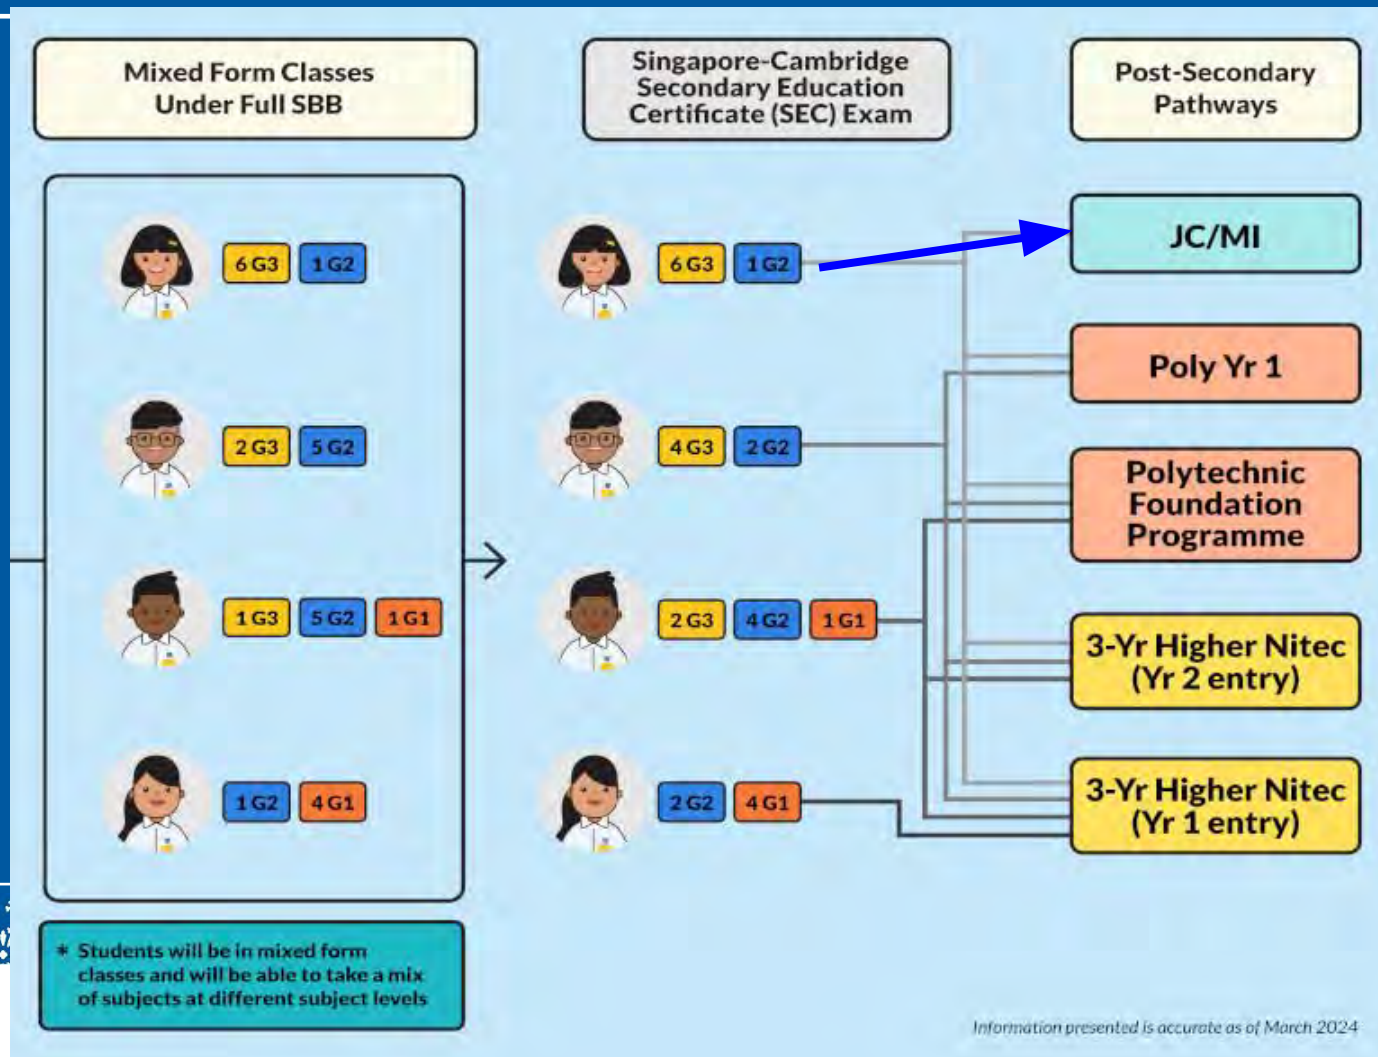 Mixed Form Classes
Under Full SBB
Singapore-Cambridge
Secondary Education
Certificate (SEC) Exam
Post-Secondary
Pathways
6 G3 1 G2
6 G3 1 G2
JC/MI
Poly Yr 1
2 G3 5 G2
4 G3 2 G2
Polytechnic
Foundation
Programme
1 G3 5 G2 1 G1
2 G3 4 G2 1 G1
3-Yr Higher Nitec
(Yr 2 entry)
1 G2 4 G1
2 G2 4 G1
3-Yr Higher Nitec
(Yr 1 entry)
* Students will be in mixed form
classes and will be able to take a mix
of subjects at different subject levels
Information presented is accurate as of March 2024